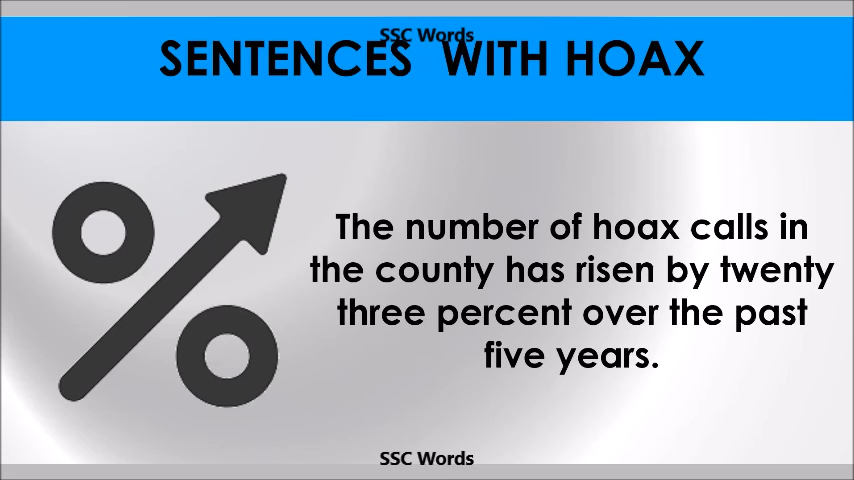 SSC Words
SENTENCES WITH HOAX
The number of hoax calls in
the county has risen by twenty
three percent over the past
five years.
SSC Words